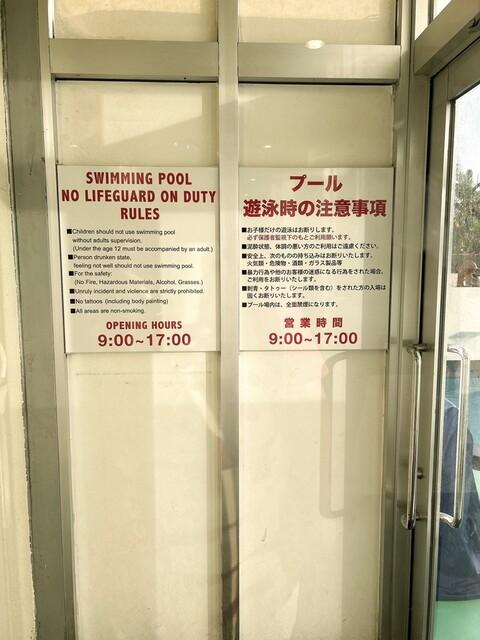 SWIMMING POOL
NO LIFEGUARD ON DUTY
RULES
■Children should not use swimming pool
without adults supervision.
(Under the age 12 must be accompanied by an adult.)
■Person drunken state,
feeling not well should not use swimming pool.
■For the safety:
(No Fire, Hazardous Materials, Alcohol, Grasses.)
■Unruly incident and violence are strictly prohibited.
■No tattoos (including body painting)
■All areas are non-smoking.
OPENING HOURS
9:00~17:00
プール
遊泳時の注意事項
■お子様だけの遊泳はお断りします。
必ず保護者監視下のもとご利用願います。
■泥酔状態、体調の悪い方のご利用はご遠慮ください。
■安全上、次のものの持ち込みはお断りいたします。
火気類・危険物・酒類・ガラス製品等
■暴力行為や他のお客様の迷惑になる行為をされた場合、
ご利用をお断りいたします。
■刺青・タトゥー（シール類を含む）をされた方の入場は
固くお断りいたします。
■プール場内は、全面禁煙になります。
営業時間
9:00~17:00